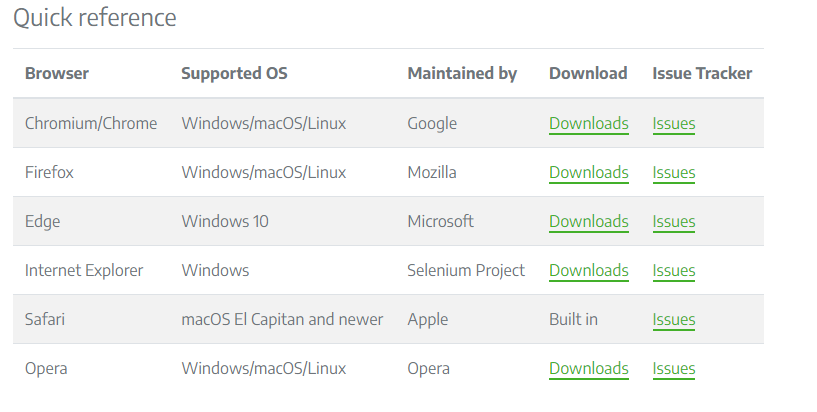 Quick reference
Browser Supported OS Maintained by Download Issue Tracker
Chromium/Chrome Windows/macOS/Linux Google Downloads Issues
Firefox Windows/macOS/Linux Mozilla Downloads Issues
Edge Windows 10 Microsoft Downloads Issues
Internet Explorer Windows Selenium Project Downloads Issues
Safari macOS El Capitan and newer Apple Built in Issues
Opera Windows/macOS/Linux Opera Downloads Issues